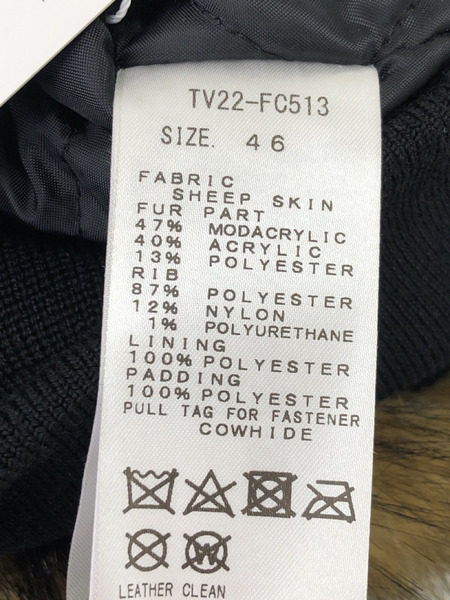 TV22-FC513
SIZE. 46
FABRIC
SHEEP SKIN
FUR PART
47% MODACRYLIC
40% ACRYLIC
13% POLYESTER
RIB
87% POLYESTER
12% NYLON
1% POLYURETHANE
LINING
100% POLYESTER
PADDING
100% POLYESTER
PULL TAG FOR FASTENER
COWHIDE
W
LEATHER CLEAN